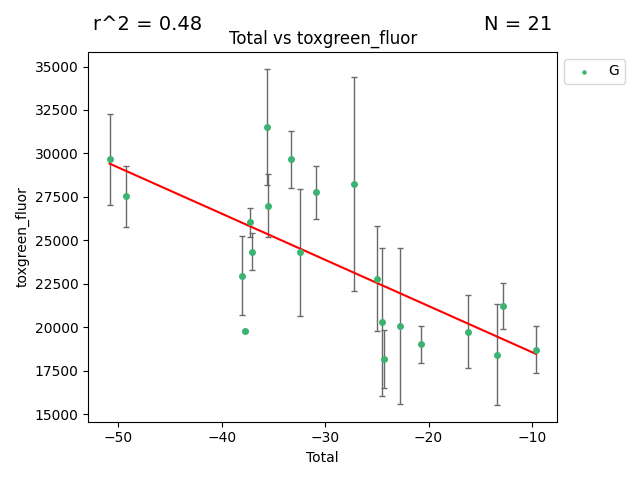 r^2 = 0.48
N = 21
Total vs toxgreen_fluor
G
35000
32500
30000
27500
25000
22500
20000
17500
15000
toxgreen_fluor
−50
−40
−30
−20
−10
Total